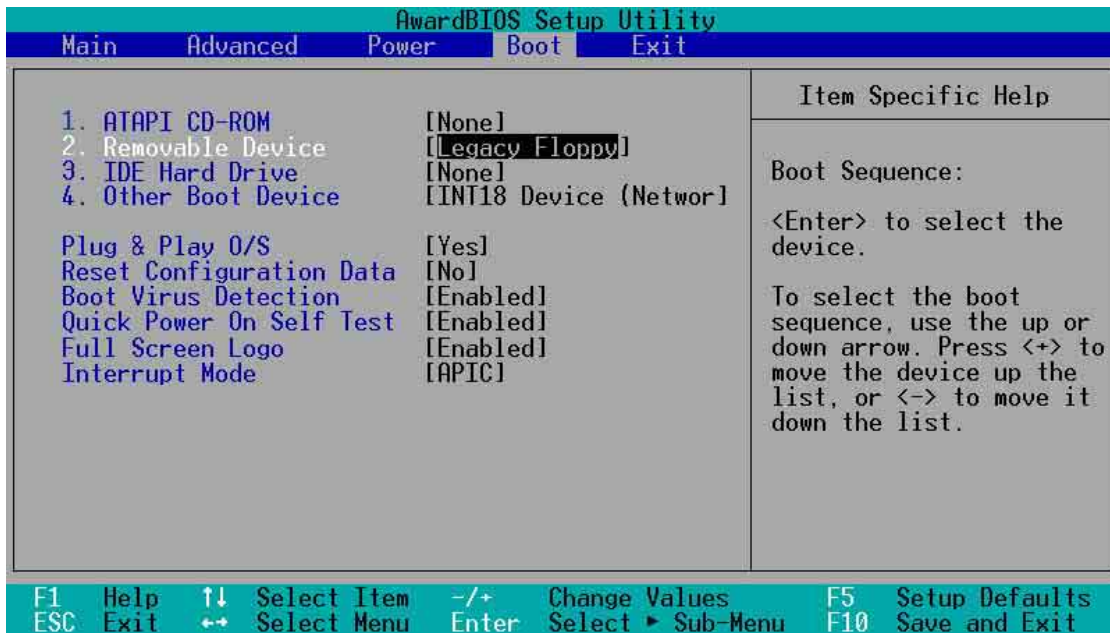 AwardBIOS Setup Utility
Main Advanced Power Boot Exit
1. ATAPI CD-ROM [None]
2. Removable Device [Legacy Floppy]
3. IDE Hard Drive [None]
4. Other Boot Device [INT18 Device (Networ]
Plug & Play O/S [Yes]
Reset Configuration Data [No]
Boot Virus Detection [Enabled]
Quick Power On Self Test [Enabled]
Full Screen Logo [Enabled]
Interrupt Mode [APIC]
Item Specific Help
Boot Sequence:
<Enter> to select the
device.
To select the boot
sequence, use the up or
down arrow. Press <+> to
move the device up the
list, or <-> to move it
down the list.
F1 Help ↑↓ Select Item -/+ Change Values F5 Setup Defaults
ESC Exit ←→ Select Menu Enter Select ► Sub-Menu F10 Save and Exit